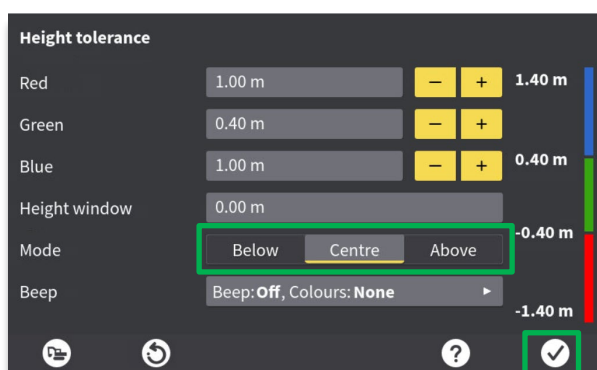 Height tolerance
Red 1.00 m − + 1.40 m
Green 0.40 m − +
Blue 1.00 m − + 0.40 m
Height window 0.00 m
-0.40 m
Mode Below Centre Above
Beep Beep: Off, Colours: None ►
-1.40 m
?